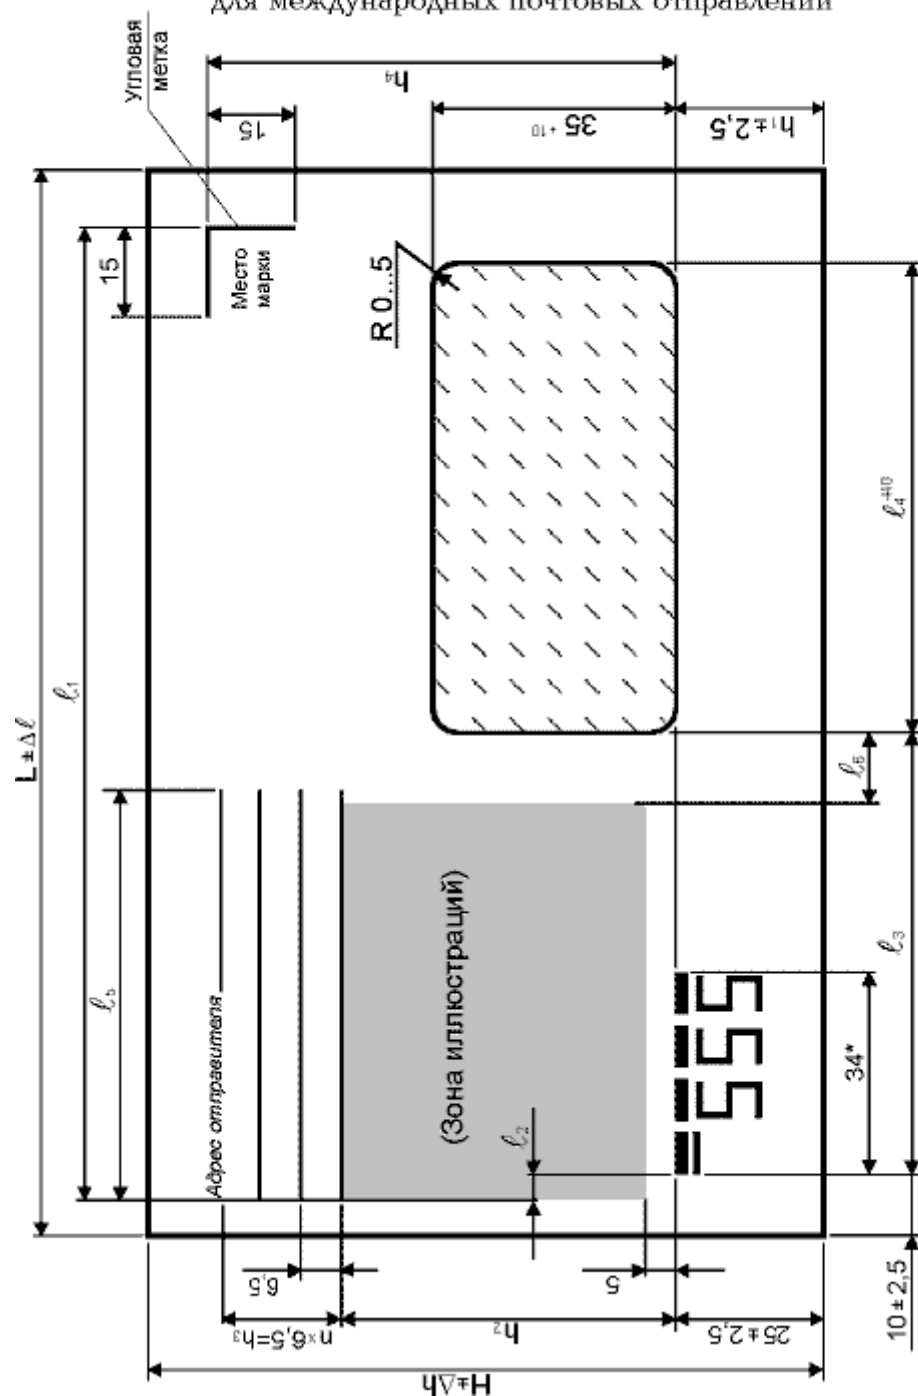 для международных почтовых отправлений
Угловая
метка
h₄
15
35 +10
h₁±2,5
15
Место
марки
R 0...5
ℓ₁
L±Δℓ
ℓ₄ +10
ℓ₅
ℓ₆
Адрес отправителя
(Зона иллюстраций)
ℓ₂
ℓ₃
34*
555
6,5
5
n×6,5=h₃
h₂
25±2,5
10±2,5
H±Δh